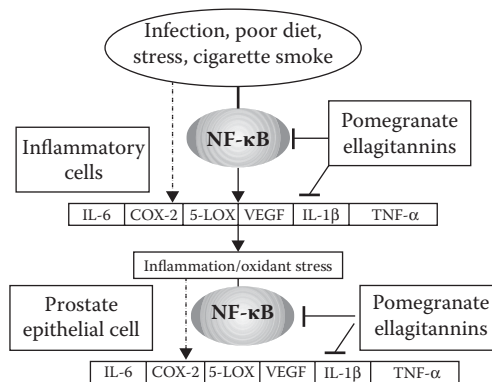 Infection, poor diet,
stress, cigarette smoke
NF-κB
Pomegranate
ellagitannins
Inflammatory
cells
IL-6 COX-2 5-LOX VEGF IL-1β TNF-α
Inflammation/oxidant stress
Prostate
epithelial cell
NF-κB
Pomegranate
ellagitannins
IL-6 COX-2 5-LOX VEGF IL-1β TNF-α